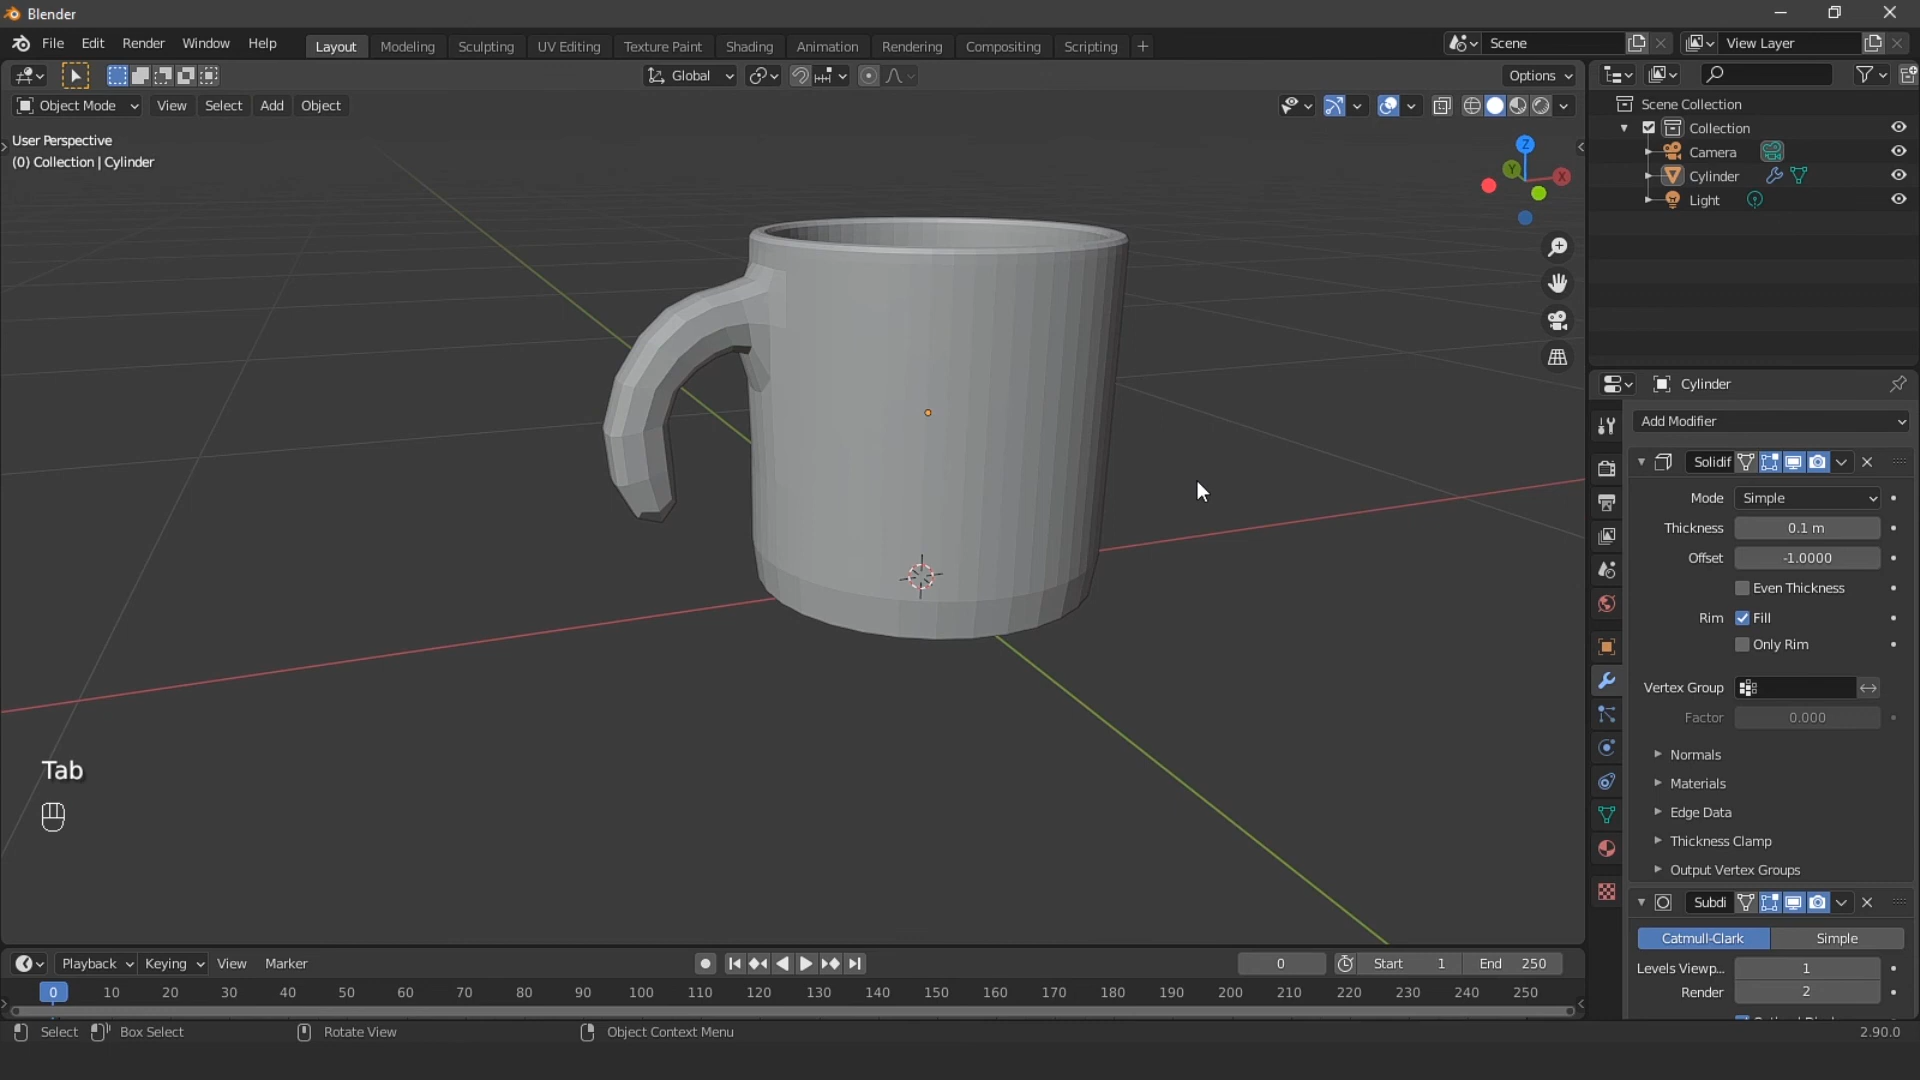 Blender
File Edit Render Window Help Layout Modeling Sculpting UV Editing Texture Paint Shading Animation Rendering Compositing Scripting + Scene View Layer
Global Options
Object Mode View Select Add Object
User Perspective
(0) Collection | Cylinder
Z
Y
X
Scene Collection
Collection
Camera
Cylinder
Light
Cylinder
Add Modifier
Solidif
Mode Simple
Thickness 0.1 m
Offset -1.0000
Even Thickness
Rim Fill
Only Rim
Vertex Group
Factor 0.000
Normals
Materials
Edge Data
Thickness Clamp
Output Vertex Groups
Subdi
Catmull-Clark Simple
Levels Viewp... 1
Render 2
Tab
Playback Keying View Marker 0 Start 1 End 250
0 10 20 30 40 50 60 70 80 90 100 110 120 130 140 150 160 170 180 190 200 210 220 230 240 250
Select Box Select Rotate View Object Context Menu 2.90.0